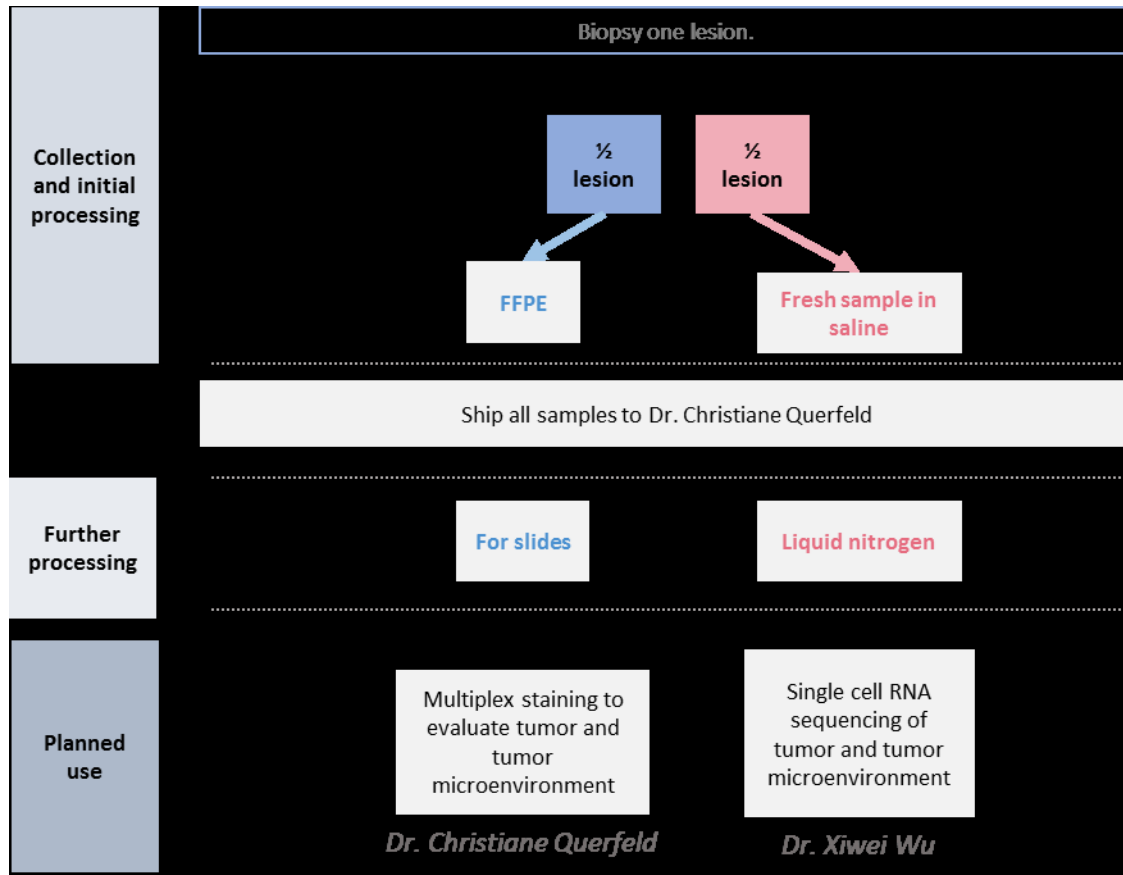 Biopsy one lesion.
Collection
and initial
processing
½
lesion
½
lesion
FFPE
Fresh sample in
saline
Ship all samples to Dr. Christiane Querfeld
Further
processing
For slides
Liquid nitrogen
Planned
use
Multiplex staining to
evaluate tumor and
tumor
microenvironment
Single cell RNA
sequencing of
tumor and tumor
microenvironment
Dr. Christiane Querfeld
Dr. Xiwei Wu